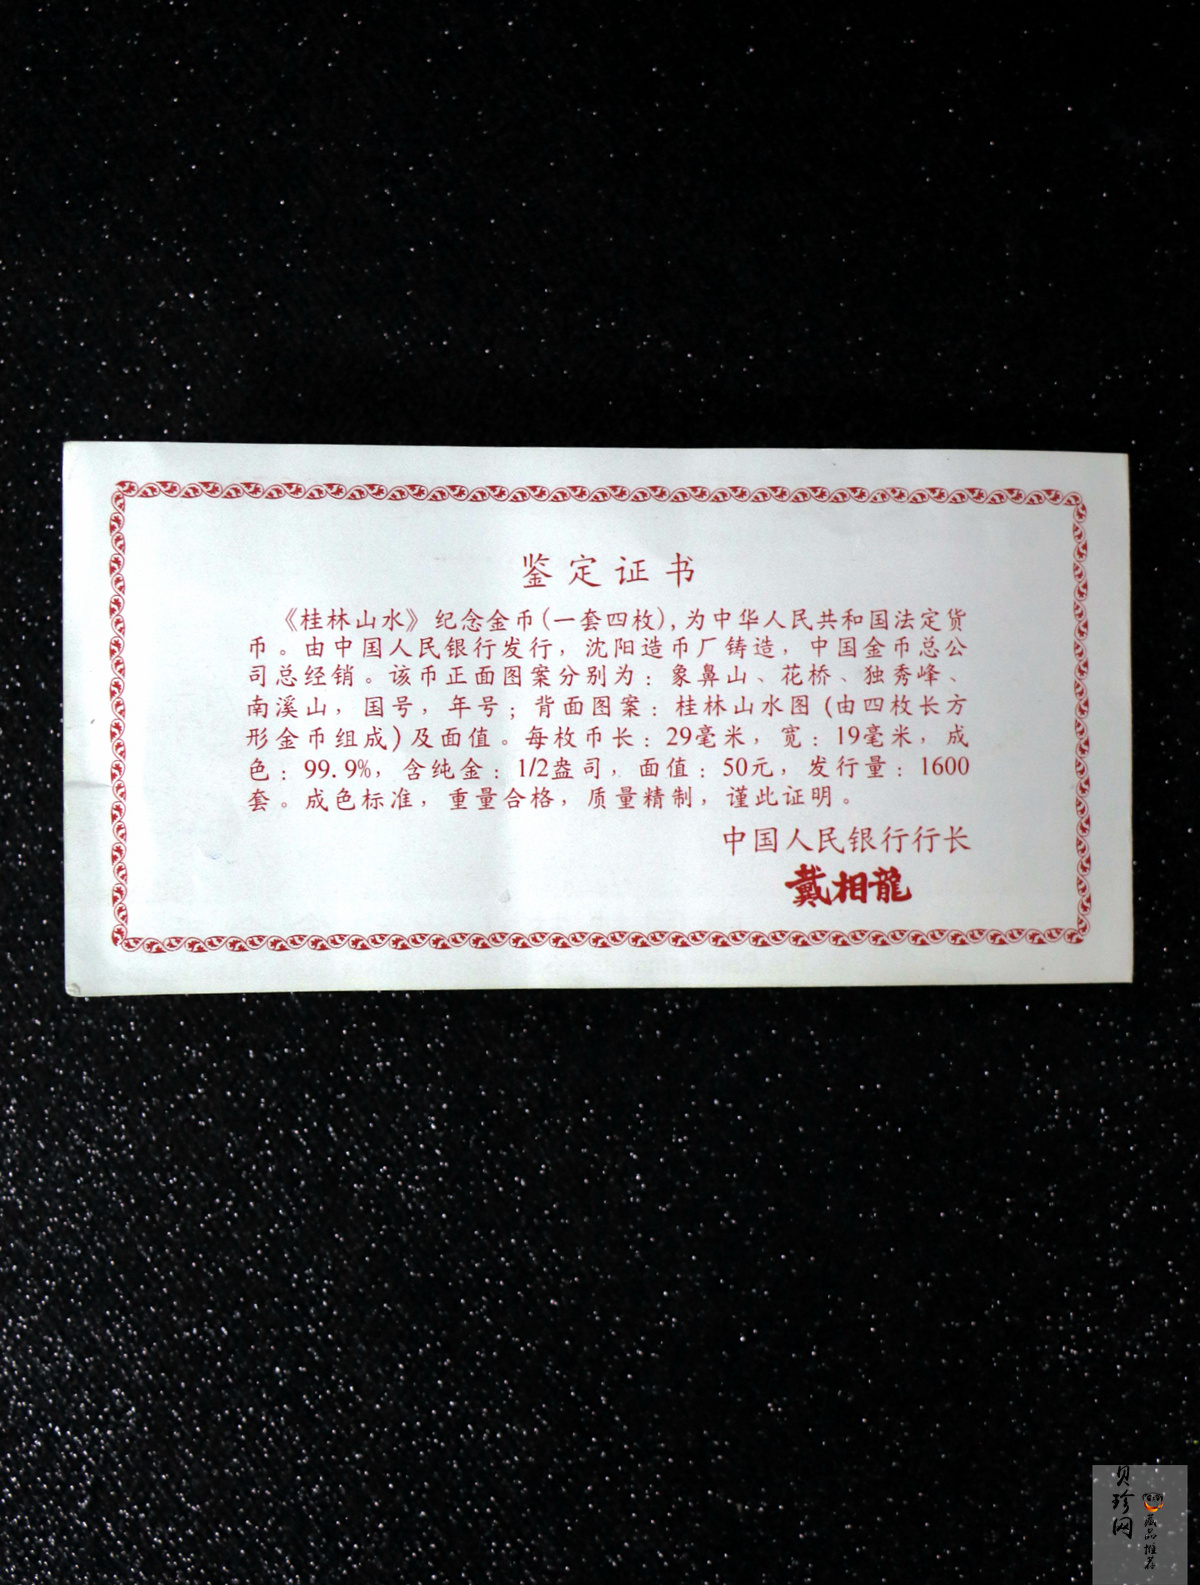 鉴定证书
《桂林山水》纪念金币(一套四枚),为中华人民共和国法定货
币。由中国人民银行发行，沈阳造币厂铸造，中国金币总公
司总经销。该币正面图案分别为：象鼻山、花桥、独秀峰、
南溪山，国号，年号；背面图案：桂林山水图(由四枚长方
形金币组成)及面值。每枚币长：29毫米，宽：19毫米，成
色：99.9%，含纯金：1/2盎司，面值：50元，发行量：1600
套。成色标准，重量合格，质量精制，谨此证明。
中国人民银行行长
戴相龍
贝珍网
藏品推荐